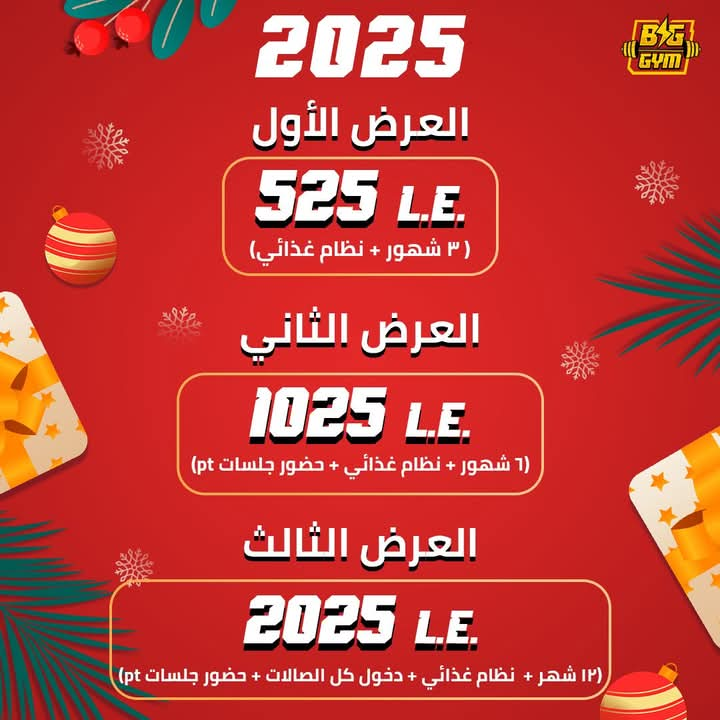 2025
B⚡G
GYM
العرض الأول
525 L.E.
(٣ شهور + نظام غذائي)
العرض الثاني
1025 L.E.
(٦ شهور + نظام غذائي + حضور جلسات pt)
العرض الثالث
2025 L.E.
(١٢ شهر + نظام غذائي + دخول كل الصالات + حضور جلسات pt)